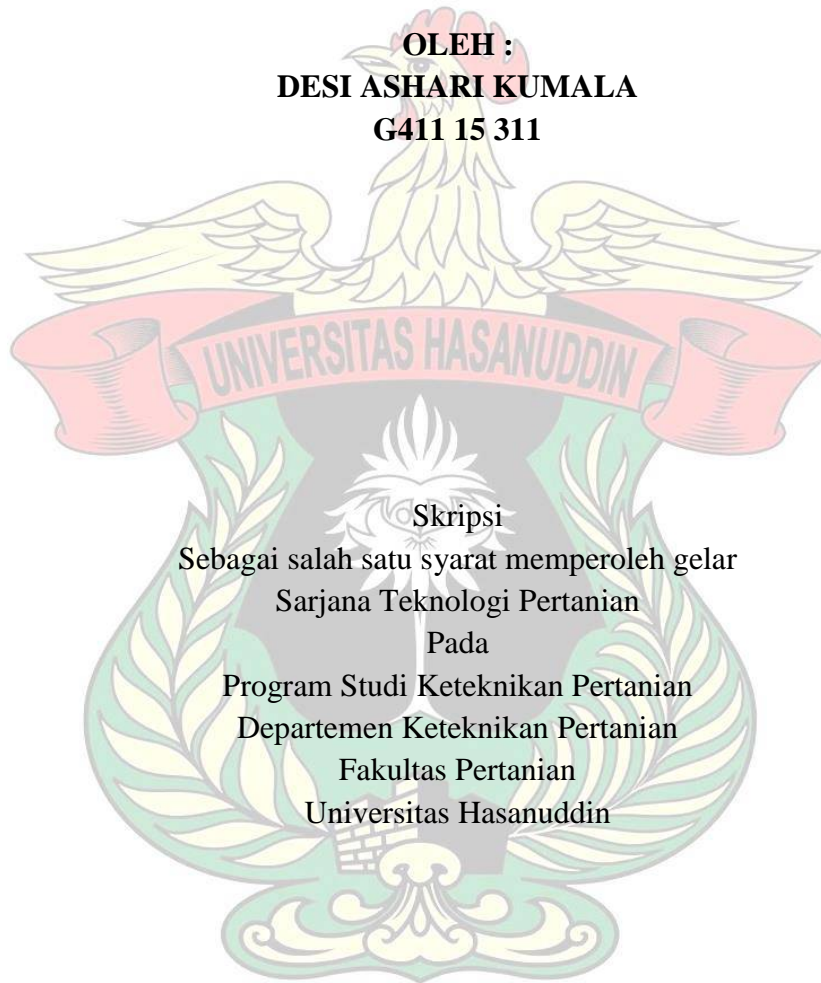 OLEH :
DESI ASHARI KUMALA
G411 15 311
UNIVERSITAS HASANUDDIN
Skripsi
Sebagai salah satu syarat memperoleh gelar
Sarjana Teknologi Pertanian
Pada
Program Studi Keteknikan Pertanian
Departemen Keteknikan Pertanian
Fakultas Pertanian
Universitas Hasanuddin